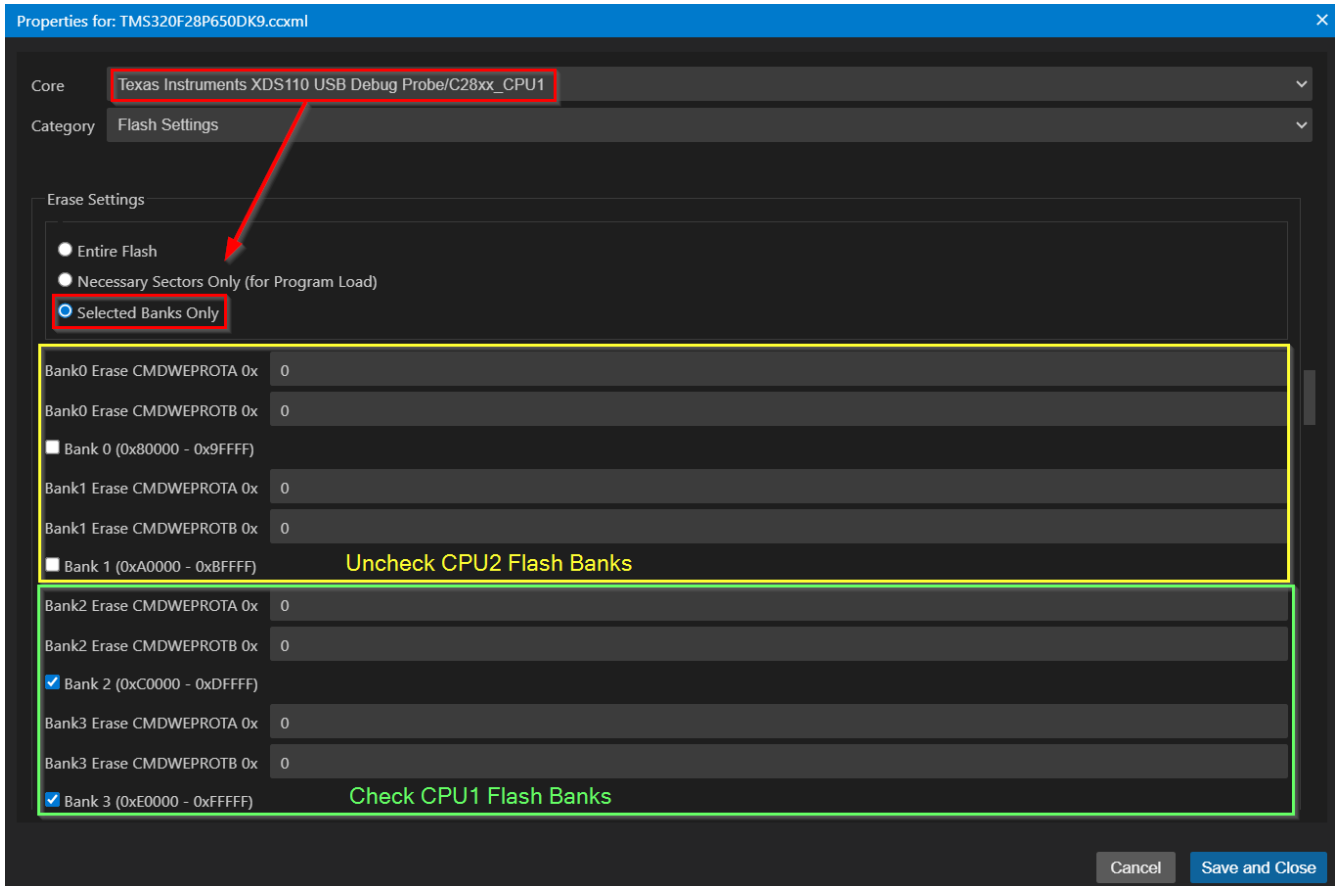 Properties for: TMS320F28P650DK9.ccxml
Core Texas Instruments XDS110 USB Debug Probe/C28xx_CPU1
Category Flash Settings
Erase Settings
Entire Flash
Necessary Sectors Only (for Program Load)
Selected Banks Only
Bank0 Erase CMDWEPROTA 0x 0
Bank0 Erase CMDWEPROTB 0x 0
Bank 0 (0x80000 - 0x9FFFF)
Bank1 Erase CMDWEPROTA 0x 0
Bank1 Erase CMDWEPROTB 0x 0
Bank 1 (0xA0000 - 0xBFFFF) Uncheck CPU2 Flash Banks
Bank2 Erase CMDWEPROTA 0x 0
Bank2 Erase CMDWEPROTB 0x 0
Bank 2 (0xC0000 - 0xDFFFF)
Bank3 Erase CMDWEPROTA 0x 0
Bank3 Erase CMDWEPROTB 0x 0
Bank 3 (0xE0000 - 0xFFFFF) Check CPU1 Flash Banks
Cancel Save and Close